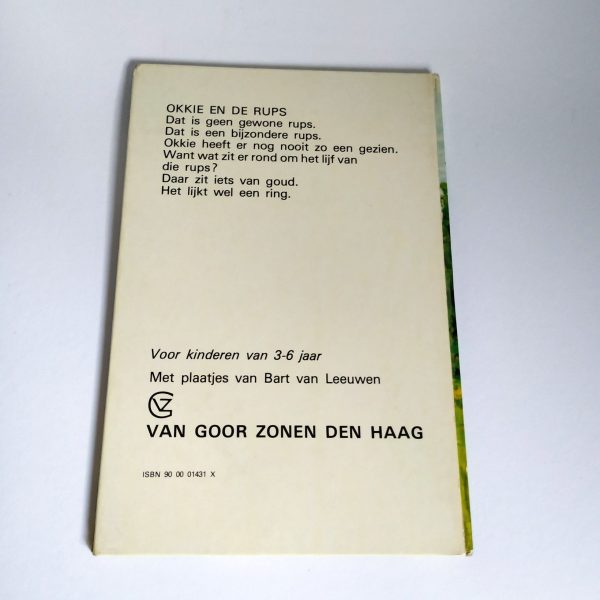 OKKIE EN DE RUPS
Dat is geen gewone rups.
Dat is een bijzondere rups.
Okkie heeft er nog nooit zo een gezien.
Want wat zit er rond om het lijf van
die rups?
Daar zit iets van goud.
Het lijkt wel een ring.
Voor kinderen van 3-6 jaar
Met plaatjes van Bart van Leeuwen
VGZ
VAN GOOR ZONEN DEN HAAG
ISBN 90 00 01431 X